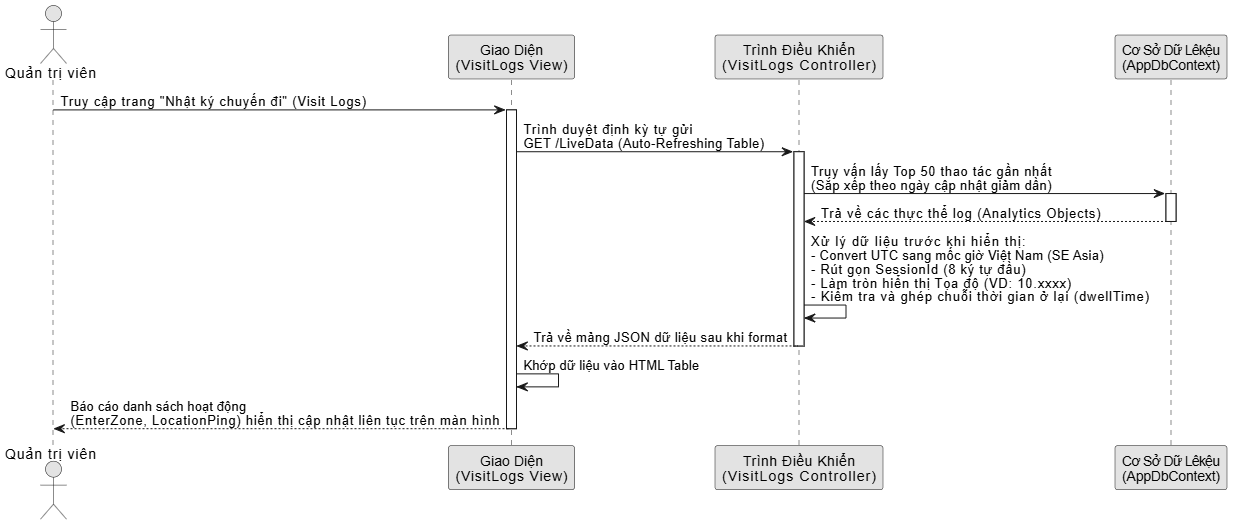 Quản trị viên
Giao Diện
(VisitLogs View)
Trình Điều Khiển
(VisitLogs Controller)
Cơ Sở Dữ Lêkệu
(AppDbContext)
Truy cập trang "Nhật ký chuyến đi" (Visit Logs)
Trình duyệt định kỳ tự gửi
GET /LiveData (Auto-Refreshing Table)
Truy vấn lấy Top 50 thao tác gần nhất
(Sắp xếp theo ngày cập nhật giảm dần)
Trả về các thực thể log (Analytics Objects)
Xử lý dữ liệu trước khi hiển thị:
- Convert UTC sang mốc giờ Việt Nam (SE Asia)
- Rút gọn SessionId (8 ký tự đầu)
- Làm tròn hiển thị Tọa độ (VD: 10.xxxx)
- Kiểm tra và ghép chuỗi thời gian ở lại (dwellTime)
Trả về mảng JSON dữ liệu sau khi format
Khớp dữ liệu vào HTML Table
Báo cáo danh sách hoạt động
(EnterZone, LocationPing) hiển thị cập nhật liên tục trên màn hình
Quản trị viên
Giao Diện
(VisitLogs View)
Trình Điều Khiển
(VisitLogs Controller)
Cơ Sở Dữ Lêkệu
(AppDbContext)